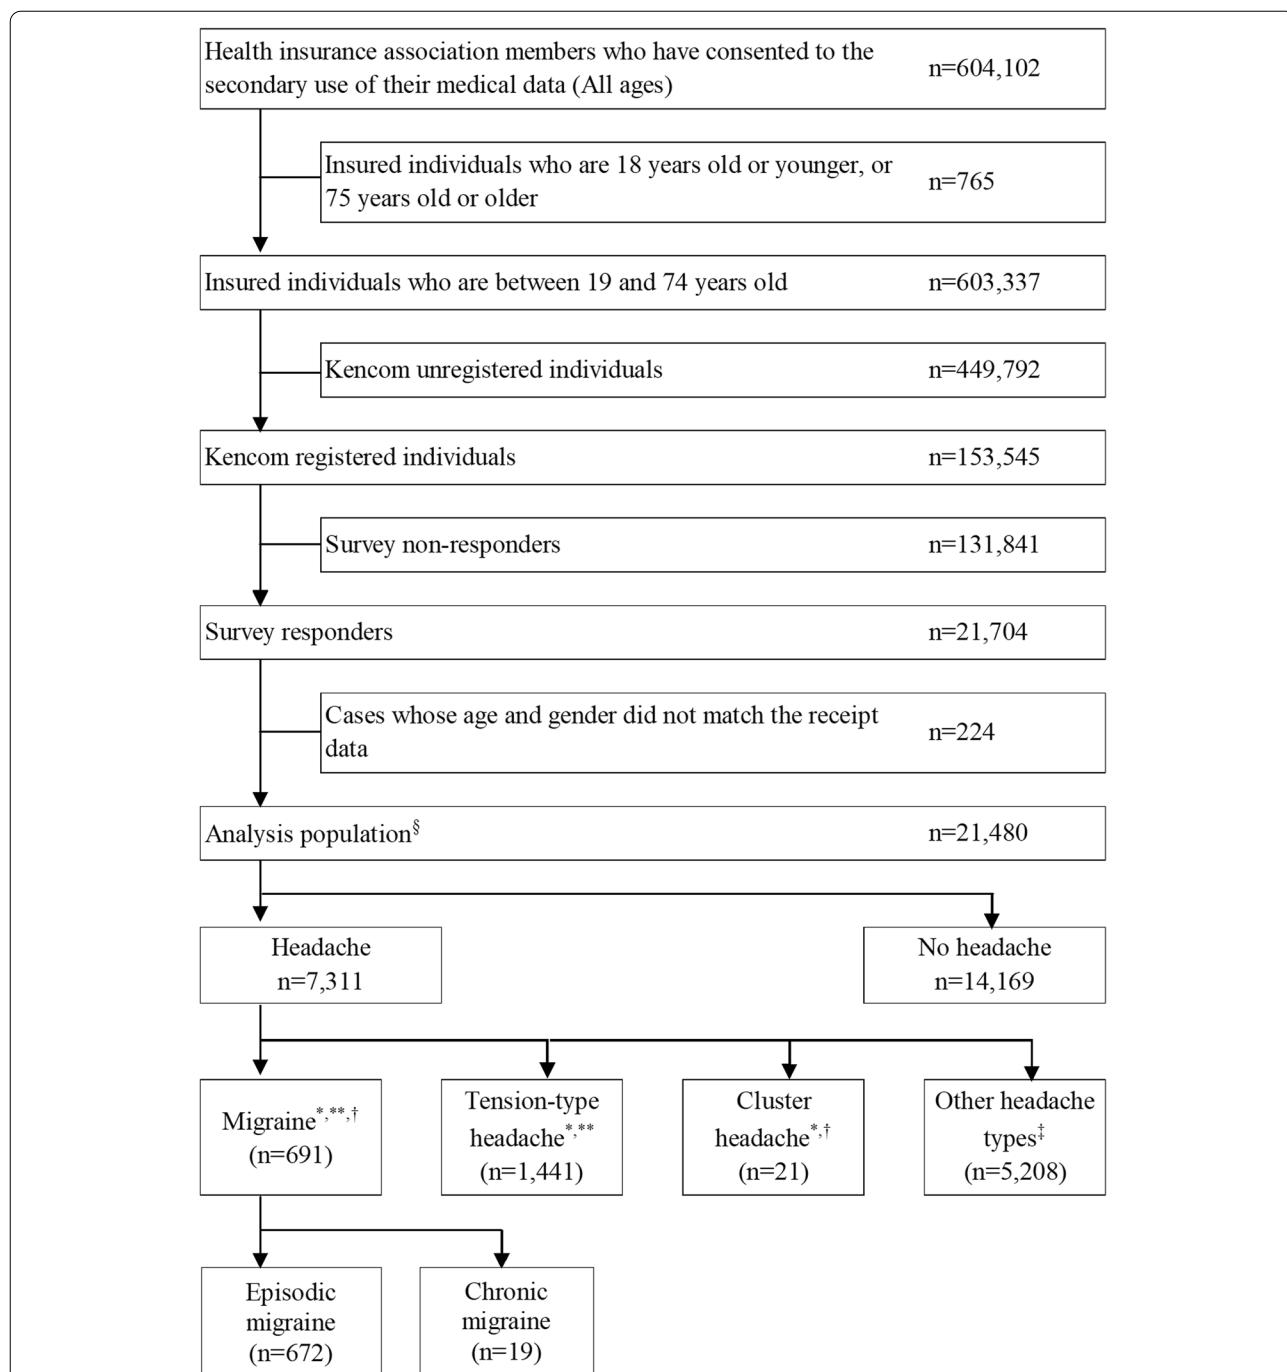 Health insurance association members who have consented to the
secondary use of their medical data (All ages)
n=604,102
Insured individuals who are 18 years old or younger, or
75 years old or older
n=765
Insured individuals who are between 19 and 74 years old
n=603,337
Kencom unregistered individuals
n=449,792
Kencom registered individuals
n=153,545
Survey non-responders
n=131,841
Survey responders
n=21,704
Cases whose age and gender did not match the receipt
data
n=224
Analysis population§
n=21,480
Headache
n=7,311
No headache
n=14,169
Migraine*,**,†
(n=691)
Tension-type
headache*,**
(n=1,441)
Cluster
headache*,†
(n=21)
Other headache
types‡
(n=5,208)
Episodic
migraine
(n=672)
Chronic
migraine
(n=19)